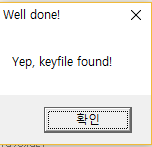 Well done!
Yep, keyfile found!
확인